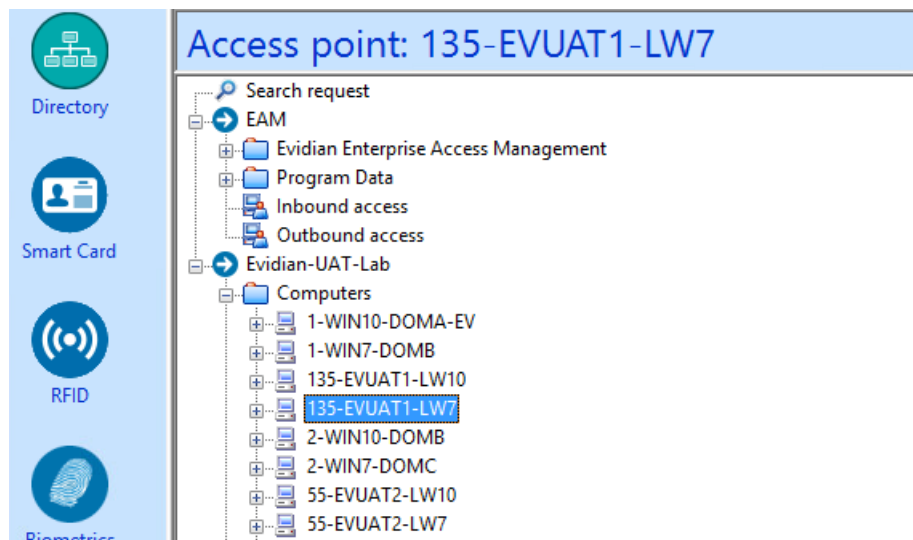 Access point: 135-EVUAT1-LW7
Directory
Smart Card
RFID
Biometrics
Search request
EAM
Evidian Enterprise Access Management
Program Data
Inbound access
Outbound access
Evidian-UAT-Lab
Computers
1-WIN10-DOMA-EV
1-WIN7-DOMB
135-EVUAT1-LW10
135-EVUAT1-LW7
2-WIN10-DOMB
2-WIN7-DOMC
55-EVUAT2-LW10
55-EVUAT2-LW7